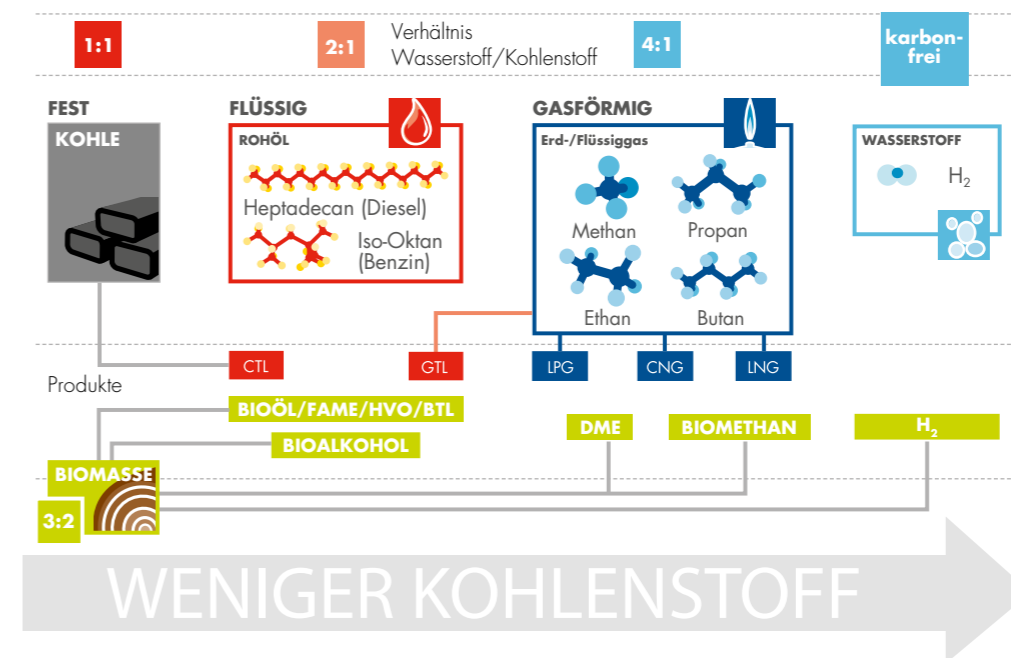 1:1
2:1
Verhältnis
Wasserstoff/Kohlenstoff
4:1
karbon-
frei
FEST
KOHLE
FLÜSSIG
ROHÖL
Heptadecan (Diesel)
Iso-Oktan
(Benzin)
GASFÖRMIG
Erd-/Flüssiggas
Methan
Propan
Ethan
Butan
WASSERSTOFF
H₂
Produkte
CTL
GTL
LPG
CNG
LNG
BIOÖL/FAME/HVO/BTL
BIOALKOHOL
DME
BIOMETHAN
H₂
BIOMASSE
3:2
WENIGER KOHLENSTOFF